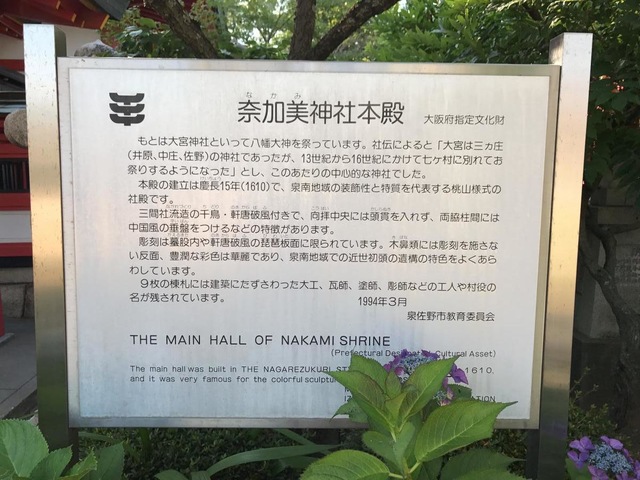 なかみ
奈加美神社本殿 大阪府指定文化財
もとは大宮神社といって八幡大神を祭っています。社伝によると「大宮は三カ庄
(井原、中庄、佐野)の神社であったが、13世紀から16世紀にかけて七ヶ村に別れてお
祭りするようになった」とし、このあたりの中心的な神社でした。
本殿の建立は慶長15年(1610)で、泉南地域の装飾性と特質を代表する桃山様式の
社殿です。
三間社流造の千鳥・軒唐破風付きで、向拝中央には頭貫を入れず、両脇柱間には
中国風の垂盤をつけるなどの特徴があります。
彫刻は蟇股内や軒唐破風の琵琶板面に限られています。木鼻類には彫刻を施さな
い反面、豊潤な彩色は華麗であり、泉南地域での近世初頭の遺構の特色をよくあら
わしています。
9枚の棟札には建築にたずさわった大工、瓦師、塗師、彫師などの工人や村役の
名が残されています。 1994年3月
泉佐野市教育委員会
THE MAIN HALL OF NAKAMI SHRINE
(Prefectural Designated Cultural Asset)
The main hall was built in THE NAGAREZUKURI 1610.
and it was very famous for the colorful